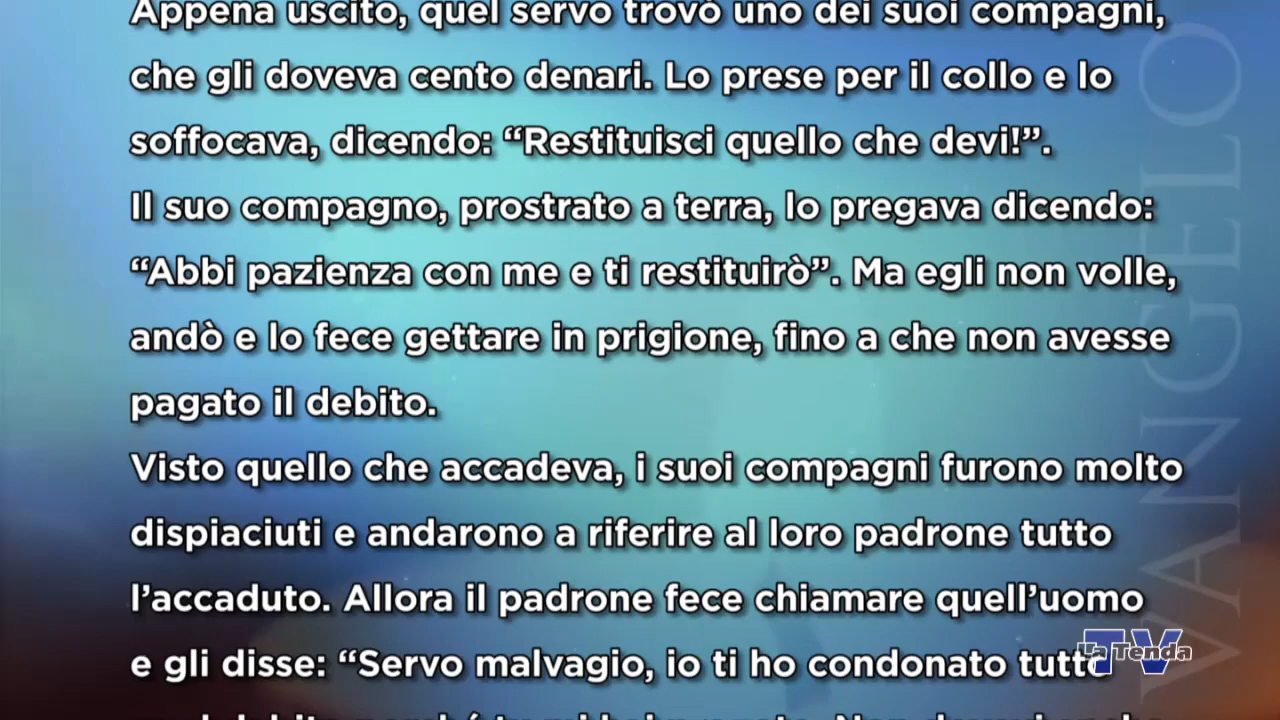 Appena uscito, quel servo trovò uno dei suoi compagni,
che gli doveva cento denari. Lo prese per il collo e lo
soffocava, dicendo: “Restituisci quello che devi!”.
Il suo compagno, prostrato a terra, lo pregava dicendo:
“Abbi pazienza con me e ti restituirò”. Ma egli non volle,
andò e lo fece gettare in prigione, fino a che non avesse
pagato il debito.
Visto quello che accadeva, i suoi compagni furono molto
dispiaciuti e andarono a riferire al loro padrone tutto
l’accaduto. Allora il padrone fece chiamare quell’uomo
e gli disse: “Servo malvagio, io ti ho condonato tutto
VANGELO
TV
La Tenda